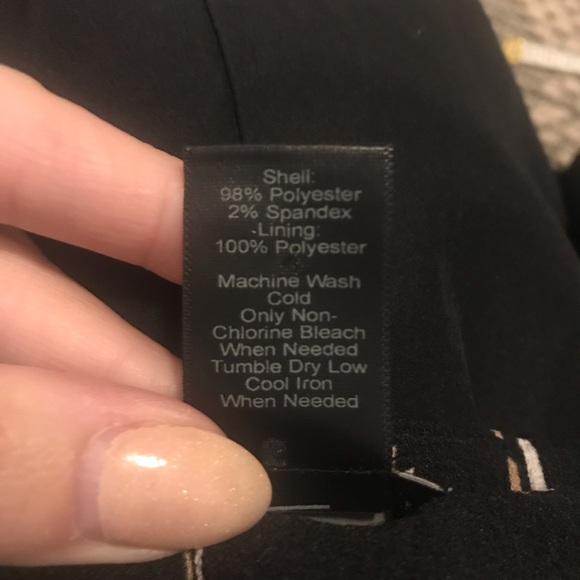 Shell:
98% Polyester
2% Spandex
Lining:
100% Polyester
Machine Wash
Cold
Only Non-
Chlorine Bleach
When Needed
Tumble Dry Low
Cool Iron
When Needed